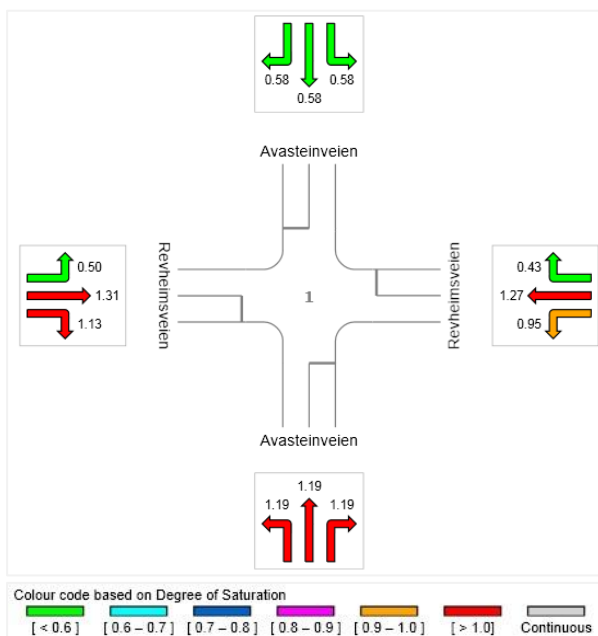 0.58
0.58
0.58
Avasteinveien
Revheimsveien
Revheimsveien
0.50
1.31
1.13
1
0.43
1.27
0.95
Avasteinveien
1.19
1.19
1.19
Colour code based on Degree of Saturation
[ < 0.6 ] [ 0.6 – 0.7 ] [ 0.7 – 0.8 ] [ 0.8 – 0.9 ] [ 0.9 – 1.0 ] [ > 1.0 ] Continuous